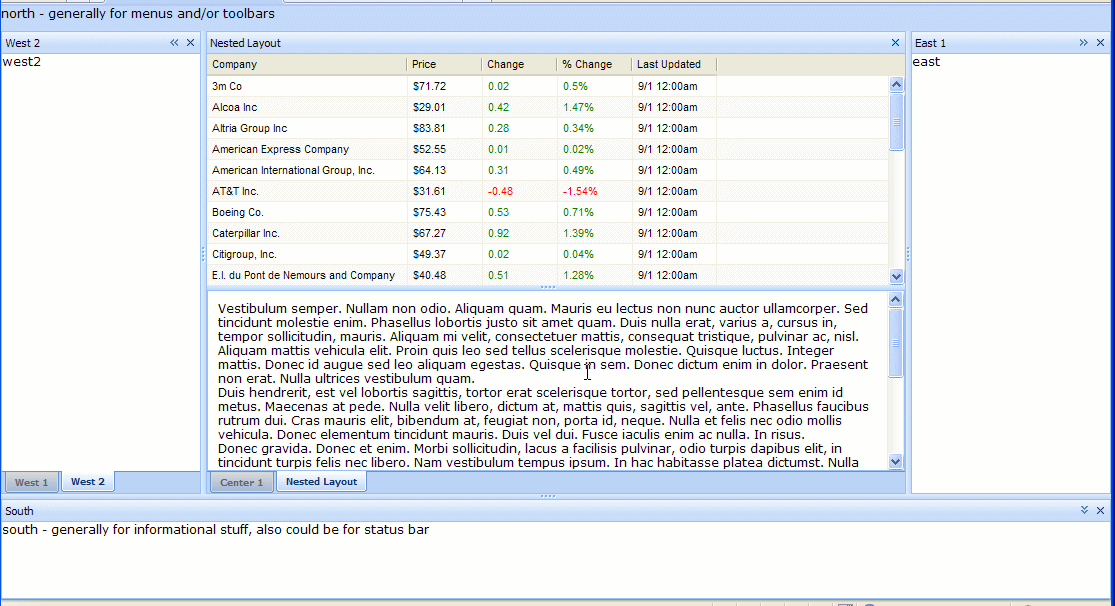 north - generally for menus and/or toolbars
West 2
west2
West 1 West 2
Nested Layout
Company Price Change % Change Last Updated
3m Co $71.72 0.02 0.5% 9/1 12:00am
Alcoa Inc $29.01 0.42 1.47% 9/1 12:00am
Altria Group Inc $83.81 0.28 0.34% 9/1 12:00am
American Express Company $52.55 0.01 0.02% 9/1 12:00am
American International Group, Inc. $64.13 0.31 0.49% 9/1 12:00am
AT&T Inc. $31.61 -0.48 -1.54% 9/1 12:00am
Boeing Co. $75.43 0.53 0.71% 9/1 12:00am
Caterpillar Inc. $67.27 0.92 1.39% 9/1 12:00am
Citigroup, Inc. $49.37 0.02 0.04% 9/1 12:00am
E.I. du Pont de Nemours and Company $40.48 0.51 1.28% 9/1 12:00am
Vestibulum semper. Nullam non odio. Aliquam quam. Mauris eu lectus non nunc auctor ullamcorper. Sed
tincidunt molestie enim. Phasellus lobortis justo sit amet quam. Duis nulla erat, varius a, cursus in,
tempor sollicitudin, mauris. Aliquam mi velit, consectetuer mattis, consequat tristique, pulvinar ac, nisl.
Aliquam mattis vehicula elit. Proin quis leo sed tellus scelerisque molestie. Quisque luctus. Integer
mattis. Donec id augue sed leo aliquam egestas. Quisque in sem. Donec dictum enim in dolor. Praesent
non erat. Nulla ultrices vestibulum quam.
Duis hendrerit, est vel lobortis sagittis, tortor erat scelerisque tortor, sed pellentesque sem enim id
metus. Maecenas at pede. Nulla velit libero, dictum at, mattis quis, sagittis vel, ante. Phasellus faucibus
rutrum dui. Cras mauris elit, bibendum at, feugiat non, porta id, neque. Nulla et felis nec odio mollis
vehicula. Donec elementum tincidunt mauris. Duis vel dui. Fusce iaculis enim ac nulla. In risus.
Donec gravida. Donec et enim. Morbi sollicitudin, lacus a facilisis pulvinar, odio turpis dapibus elit, in
tincidunt turpis felis nec libero. Nam vestibulum tempus ipsum. In hac habitasse platea dictumst. Nulla
Center 1 Nested Layout
East 1
east
South
south - generally for informational stuff, also could be for status bar